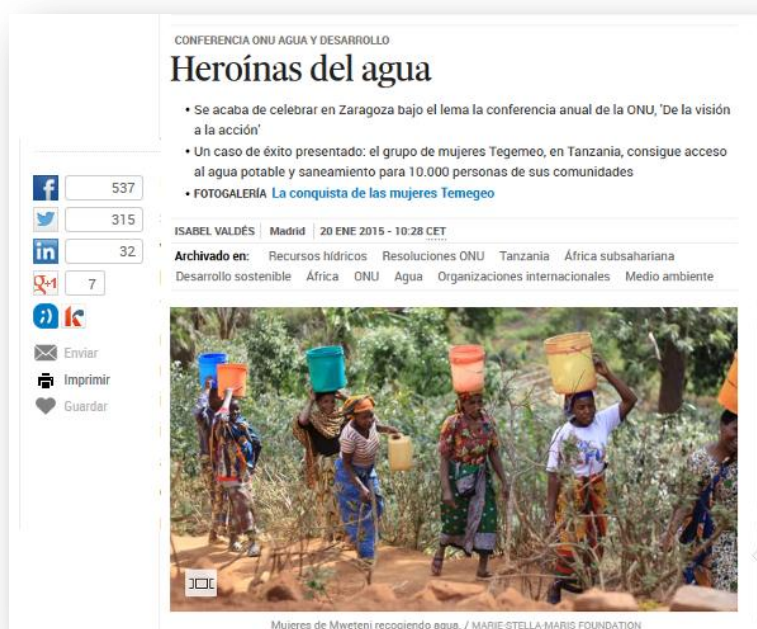 CONFERENCIA ONU AGUA Y DESARROLLO
Heroínas del agua
• Se acaba de celebrar en Zaragoza bajo el lema la conferencia anual de la ONU, 'De la visión
a la acción'
• Un caso de éxito presentado: el grupo de mujeres Tegemeo, en Tanzania, consigue acceso
al agua potable y saneamiento para 10.000 personas de sus comunidades
• FOTOGALERÍA La conquista de las mujeres Temegeo
537
315
32
7
Enviar
Imprimir
Guardar
ISABEL VALDÉS Madrid 20 ENE 2015 - 10:28 CET
Archivado en: Recursos hídricos Resoluciones ONU Tanzania África subsahariana
Desarrollo sostenible África ONU Agua Organizaciones internacionales Medio ambiente
Mujeres de Mweteni recogiendo agua. / MARIE-STELLA-MARIS FOUNDATION